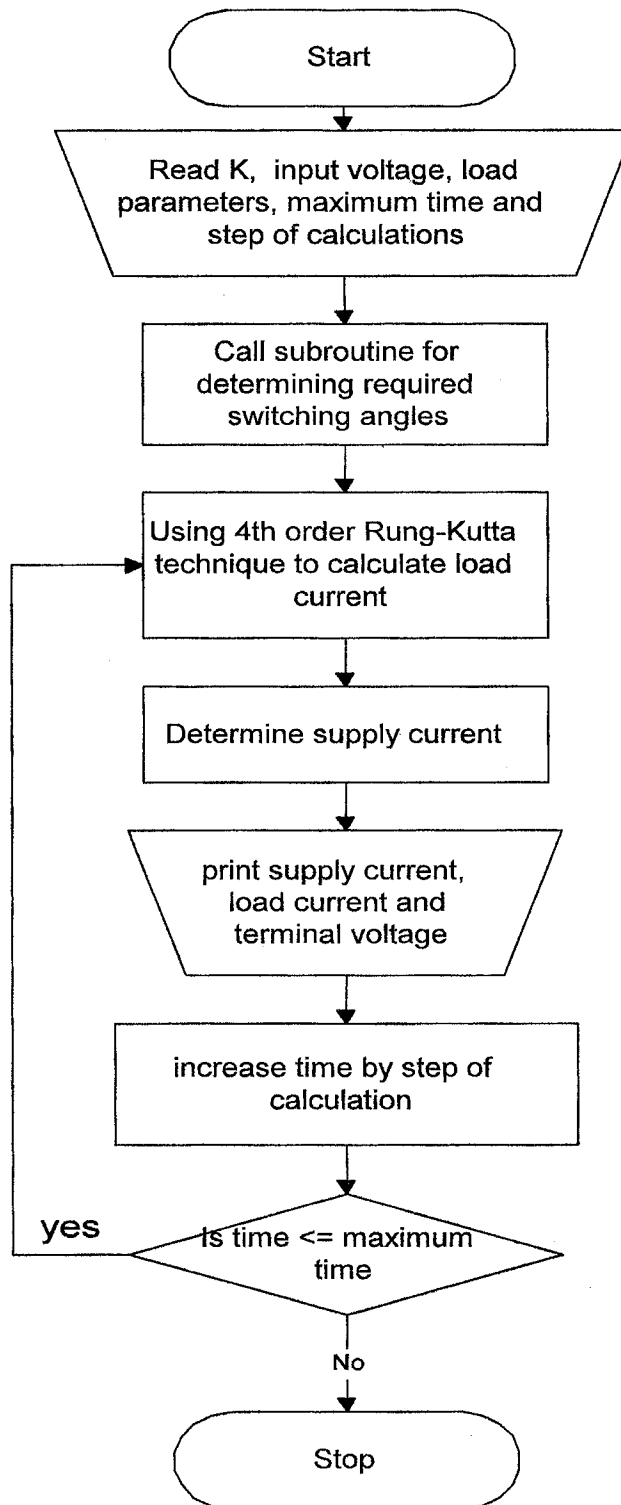 Start
Read K, input voltage, load
parameters, maximum time and
step of calculations
Call subroutine for
determining required
switching angles
Using 4th order Rung-Kutta
technique to calculate load
current
Determine supply current
print supply current,
load current and
terminal voltage
increase time by step of
calculation
yes
Is time <= maximum
time
No
Stop